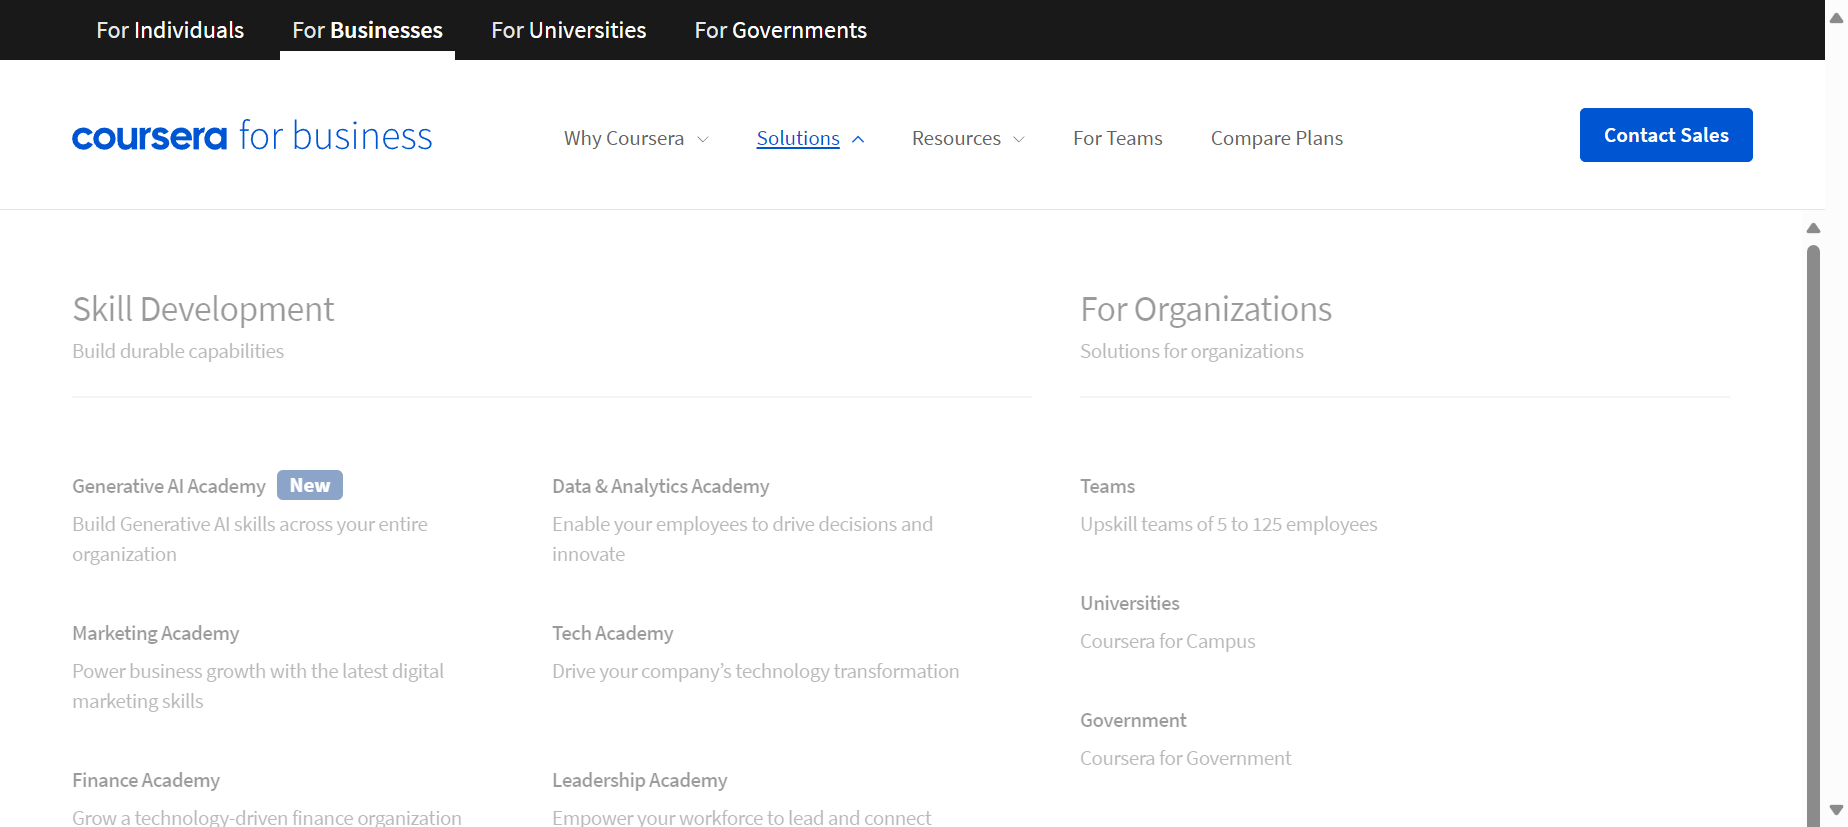 For Individuals
For Businesses
For Universities
For Governments
coursera for business
Why Coursera
Solutions
Resources
For Teams
Compare Plans
Contact Sales
Skill Development
Build durable capabilities
For Organizations
Solutions for organizations
Generative AI Academy New
Build Generative AI skills across your entire
organization
Data & Analytics Academy
Enable your employees to drive decisions and
innovate
Teams
Upskill teams of 5 to 125 employees
Universities
Coursera for Campus
Marketing Academy
Power business growth with the latest digital
marketing skills
Tech Academy
Drive your company’s technology transformation
Government
Coursera for Government
Finance Academy
Grow a technology-driven finance organization
Leadership Academy
Empower your workforce to lead and connect